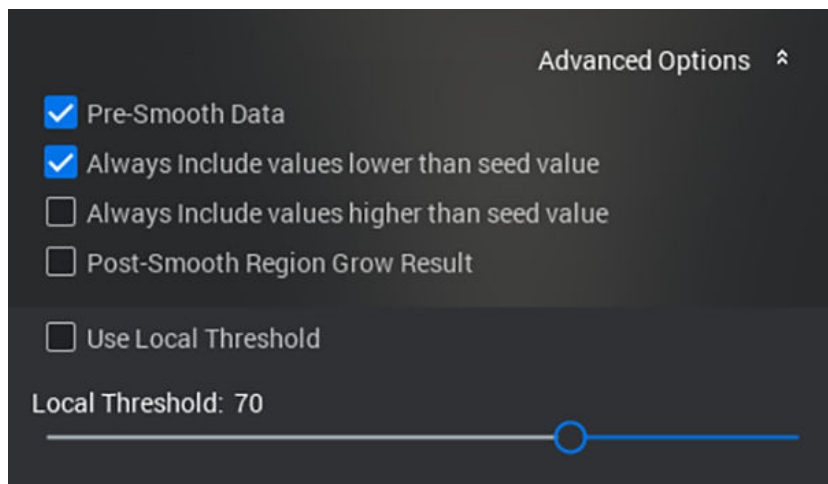 Advanced Options
Pre-Smooth Data
Always Include values lower than seed value
Always Include values higher than seed value
Post-Smooth Region Grow Result
Use Local Threshold
Local Threshold: 70